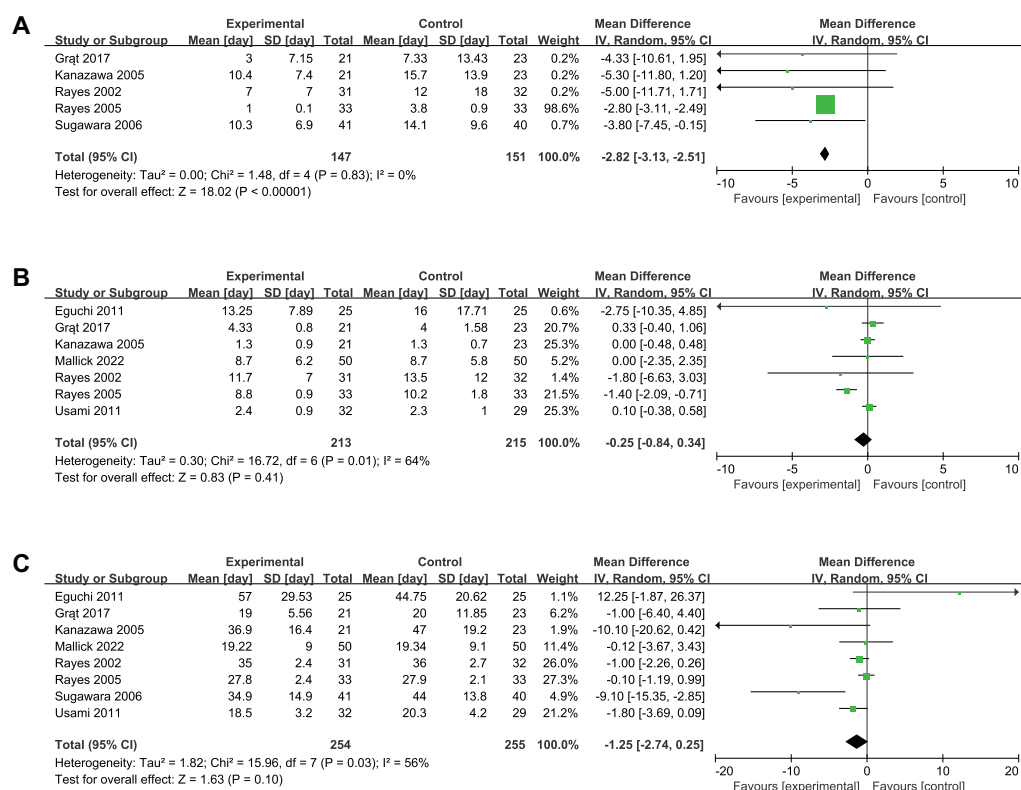 A
Experimental Control Mean Difference Mean Difference
Study or Subgroup Mean [day] SD [day] Total Mean [day] SD [day] Total Weight IV, Random, 95% CI IV, Random, 95% CI
Grąt 2017 3 7.15 21 7.33 13.43 23 0.2% -4.33 [-10.61, 1.95]
Kanazawa 2005 10.4 7.4 21 15.7 13.9 23 0.2% -5.30 [-11.80, 1.20]
Rayes 2002 7 7 31 12 18 32 0.2% -5.00 [-11.71, 1.71]
Rayes 2005 1 0.1 33 3.8 0.9 33 98.6% -2.80 [-3.11, -2.49]
Sugawara 2006 10.3 6.9 41 14.1 9.6 40 0.7% -3.80 [-7.45, -0.15]
Total (95% CI) 147 151 100.0% -2.82 [-3.13, -2.51]
Heterogeneity: Tau² = 0.00; Chi² = 1.48, df = 4 (P = 0.83); I² = 0%
Test for overall effect: Z = 18.02 (P < 0.00001)
-10 -5 0 5 10
Favours [experimental] Favours [control]
B
Experimental Control Mean Difference Mean Difference
Study or Subgroup Mean [day] SD [day] Total Mean [day] SD [day] Total Weight IV, Random, 95% CI IV, Random, 95% CI
Eguchi 2011 13.25 7.89 25 16 17.71 25 0.6% -2.75 [-10.35, 4.85]
Grąt 2017 4.33 0.8 21 4 1.58 23 20.7% 0.33 [-0.40, 1.06]
Kanazawa 2005 1.3 0.9 21 1.3 0.7 23 25.3% 0.00 [-0.48, 0.48]
Mallick 2022 8.7 6.2 50 8.7 5.8 50 5.2% 0.00 [-2.35, 2.35]
Rayes 2002 11.7 7 31 13.5 12 32 1.4% -1.80 [-6.63, 3.03]
Rayes 2005 8.8 0.9 33 10.2 1.8 33 21.5% -1.40 [-2.09, -0.71]
Usami 2011 2.4 0.9 32 2.3 1 29 25.3% 0.10 [-0.38, 0.58]
Total (95% CI) 213 215 100.0% -0.25 [-0.84, 0.34]
Heterogeneity: Tau² = 0.30; Chi² = 16.72, df = 6 (P = 0.01); I² = 64%
Test for overall effect: Z = 0.83 (P = 0.41)
-10 -5 0 5 10
Favours [experimental] Favours [control]
C
Experimental Control Mean Difference Mean Difference
Study or Subgroup Mean [day] SD [day] Total Mean [day] SD [day] Total Weight IV, Random, 95% CI IV, Random, 95% CI
Eguchi 2011 57 29.53 25 44.75 20.62 25 1.1% 12.25 [-1.87, 26.37]
Grąt 2017 19 5.56 21 20 11.85 23 6.2% -1.00 [-6.40, 4.40]
Kanazawa 2005 36.9 16.4 21 47 19.2 23 1.9% -10.10 [-20.62, 0.42]
Mallick 2022 19.22 9 50 19.34 9.1 50 11.4% -0.12 [-3.67, 3.43]
Rayes 2002 35 2.4 31 36 2.7 32 26.0% -1.00 [-2.26, 0.26]
Rayes 2005 27.8 2.4 33 27.9 2.1 33 27.3% -0.10 [-1.19, 0.99]
Sugawara 2006 34.9 14.9 41 44 13.8 40 4.9% -9.10 [-15.35, -2.85]
Usami 2011 18.5 3.2 32 20.3 4.2 29 21.2% -1.80 [-3.69, 0.09]
Total (95% CI) 254 255 100.0% -1.25 [-2.74, 0.25]
Heterogeneity: Tau² = 1.82; Chi² = 15.96, df = 7 (P = 0.03); I² = 56%
Test for overall effect: Z = 1.63 (P = 0.10)
-20 -10 0 10 20
Favours [experimental] Favours [control]